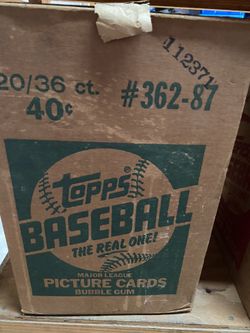 112371
20/36 ct.
40¢
#362-87
topps®
BASEBALL
THE REAL ONE!
MAJOR LEAGUE
PICTURE CARDS
BUBBLE GUM